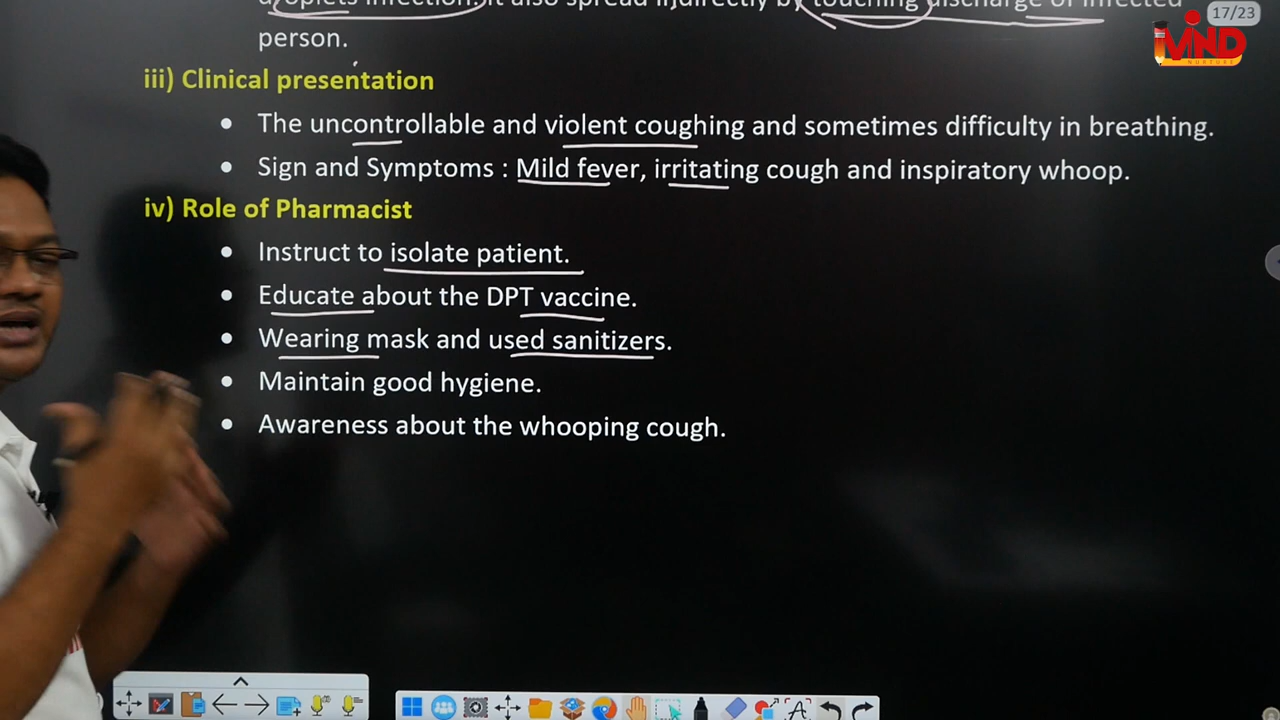 droplets infection. It also spread indirectly by touching discharge of infected
person.
iii) Clinical presentation
• The uncontrollable and violent coughing and sometimes difficulty in breathing.
• Sign and Symptoms : Mild fever, irritating cough and inspiratory whoop.
iv) Role of Pharmacist
• Instruct to isolate patient.
• Educate about the DPT vaccine.
• Wearing mask and used sanitizers.
• Maintain good hygiene.
• Awareness about the whooping cough.
17/23
MIND
NURTURE